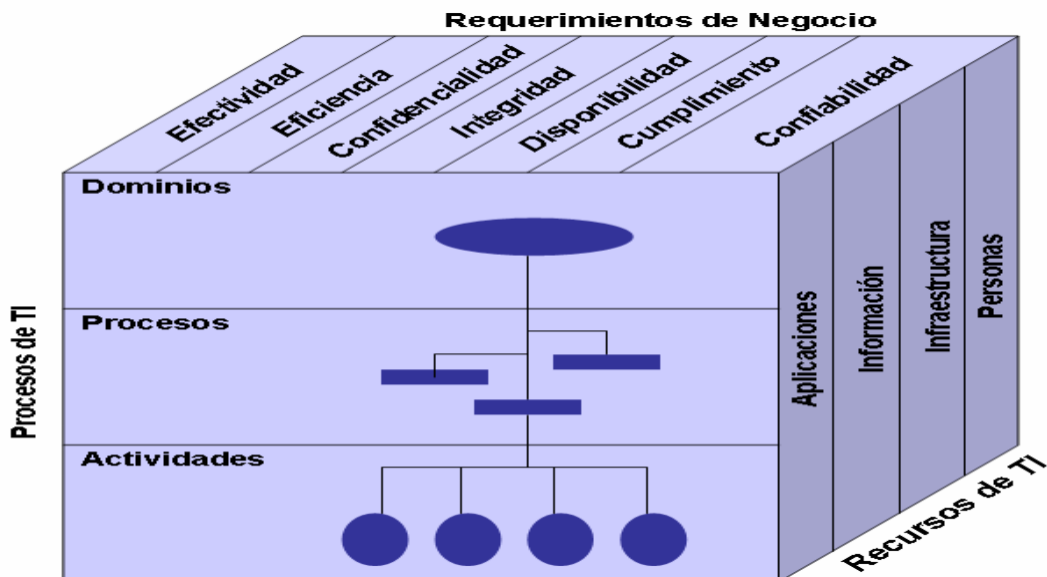 Requerimientos de Negocio
Efectividad
Eficiencia
Confidencialidad
Integridad
Disponibilidad
Cumplimiento
Confiabilidad
Dominios
Procesos
Actividades
Procesos de TI
Aplicaciones
Información
Infraestructura
Personas
Recursos de TI